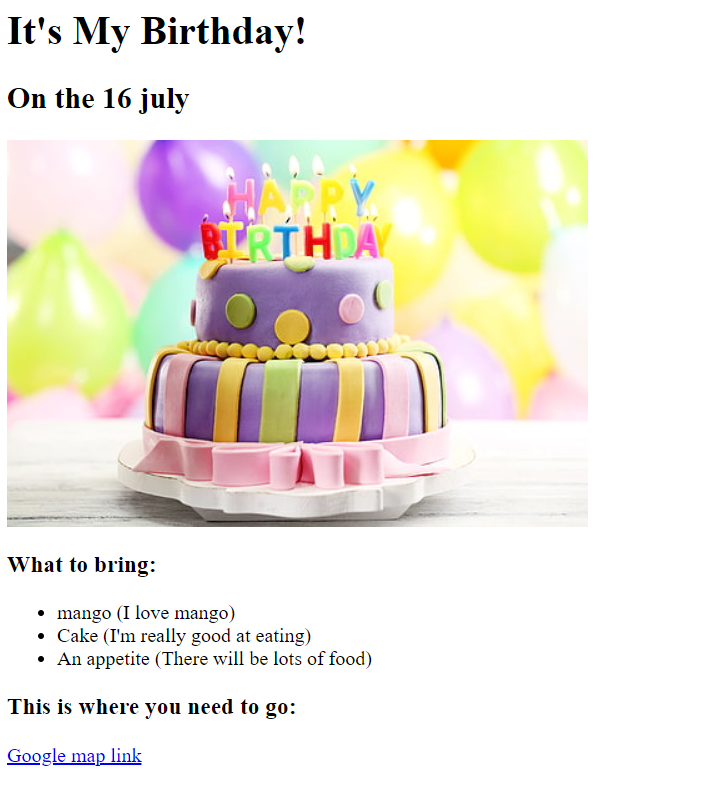 It's My Birthday!
On the 16 july
HAPPY
BIRTHDAY
What to bring:
mango (I love mango)
Cake (I'm really good at eating)
An appetite (There will be lots of food)
This is where you need to go:
Google map link